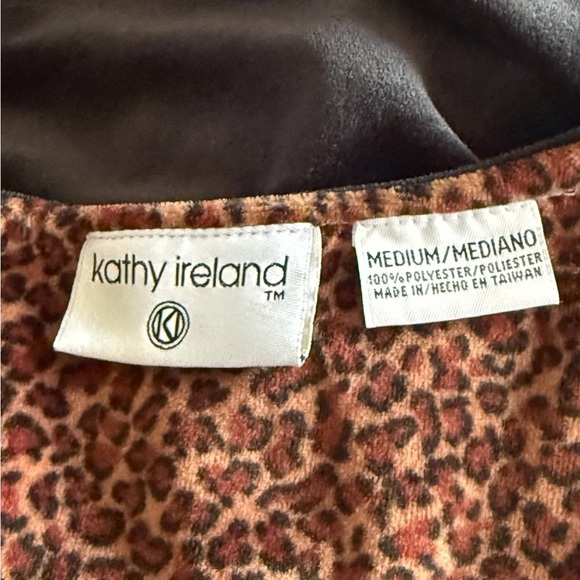 kathy ireland
TM
KI
MEDIUM/MEDIANO
100% POLYESTER/POLIESTER
MADE IN/HECHO EN TAIWAN